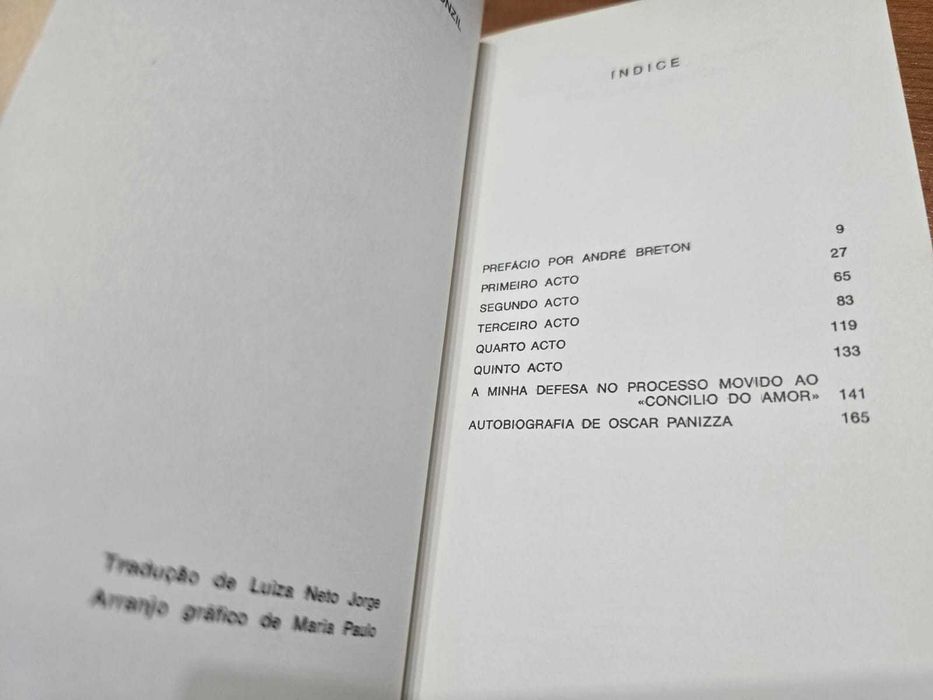 Tradução de Luiza Neto Jorge
Arranjo gráfico de Maria Paulo
ÍNDICE
PREFÁCIO POR ANDRÉ BRETON 9
PRIMEIRO ACTO 27
SEGUNDO ACTO 65
TERCEIRO ACTO 83
QUARTO ACTO 119
QUINTO ACTO 133
A MINHA DEFESA NO PROCESSO MOVIDO AO
«CONCILIO DO AMOR» 141
AUTOBIOGRAFIA DE OSCAR PANIZZA 165